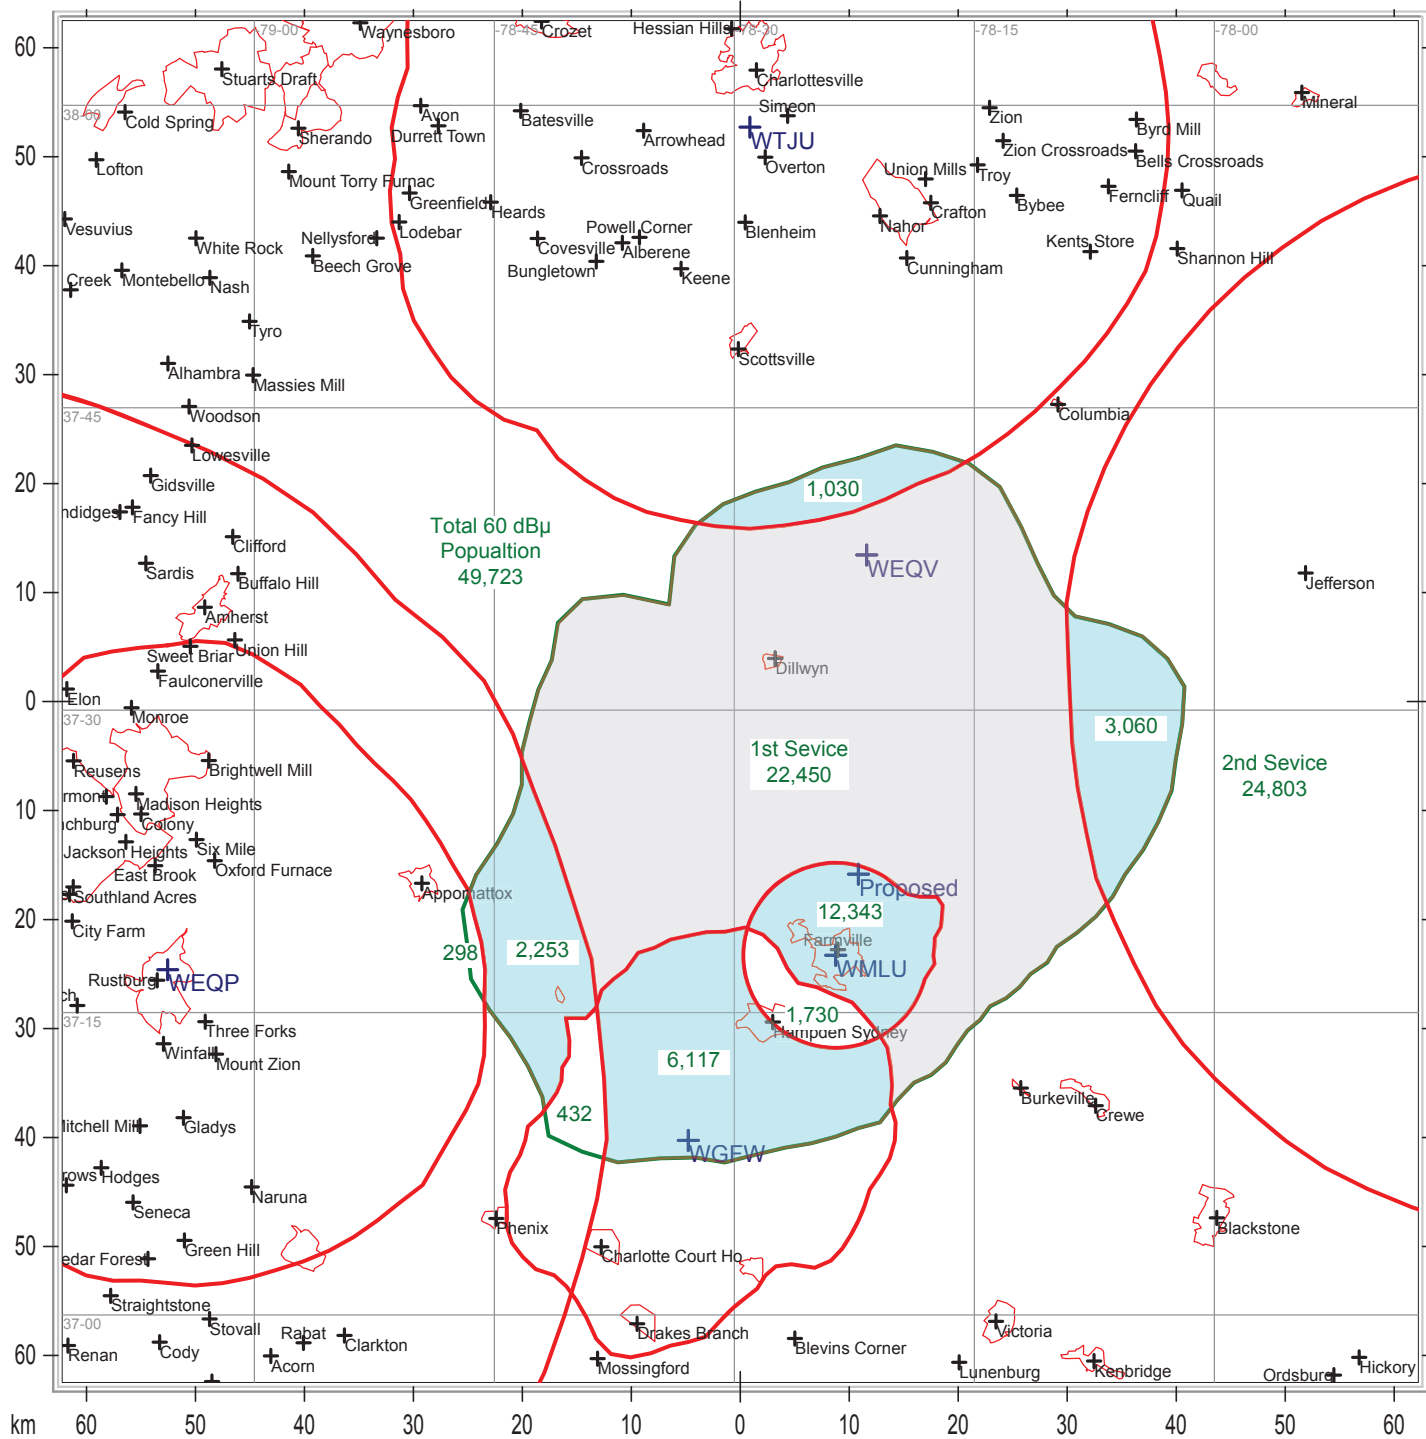 60
Waynesboro
-79-00
Crozet
-78-45
Hessian Hills
-78-30
-78-15
-78-00
Stuarts Draft
Charlottesville
38-00
Cold Spring
Sherando
Avon
Durrett Town
Batesville
Arrowhead
Simeon
WTJU
Zion
Byrd Mill
Mineral
50
Lofton
Mount Torry Furnac
Crossroads
Overton
Union Mills
Troy
Zion Crossroads
Bells Crossroads
Greenfield
Heards
Nahor
Crafton
Bybee
Ferncliff
Quail
Vesuvius
White Rock
Nellysford
Lodebar
Beech Grove
Covesville
Powell Corner
Alberene
Bungletown
Blenheim
Kents Store
Shannon Hill
40
Creek
Montebello
Nash
Keene
Cunningham
Tyro
Scottsville
30
Alhambra
Massies Mill
37-45
Woodson
Columbia
Lowesville
20
Gidsville
ndidges
Fancy Hill
1,030
Total 60 dBµ
Popualtion
49,723
Clifford
Sardis
Buffalo Hill
WEQV
Jefferson
10
Amherst
Sweet Briar
Union Hill
Faulconerville
Dillwyn
0
Elon
Monroe
37-30
Reusens
Brightwell Mill
1st Sevice
22,450
3,060
2nd Sevice
24,803
10
rmont
Madison Heights
nchburg
Colony
Jackson Heights
Six Mile
East Brook
Oxford Furnace
Southland Acres
Appomattox
Proposed
20
City Farm
12,343
Farmville
298
2,253
WMLU
Rustburg
WEQP
ch
37-15
Three Forks
1,730
Hampden Sydney
30
Winfall
Mount Zion
6,117
Burkeville
Crewe
432
Mitchell Mill
Gladys
40
WGFW
rows
Hodges
Naruna
Seneca
Phenix
Blackstone
50
edar Forest
Green Hill
Charlotte Court Ho
Straightstone
37-00
Stovall
Rabat
Clarkton
Drakes Branch
Victoria
60
Renan
Cody
Acorn
Mossingford
Blevins Corner
Lunenburg
Kenbridge
Ordsburg
Hickory
km 60 50 40 30 20 10 0 10 20 30 40 50 60